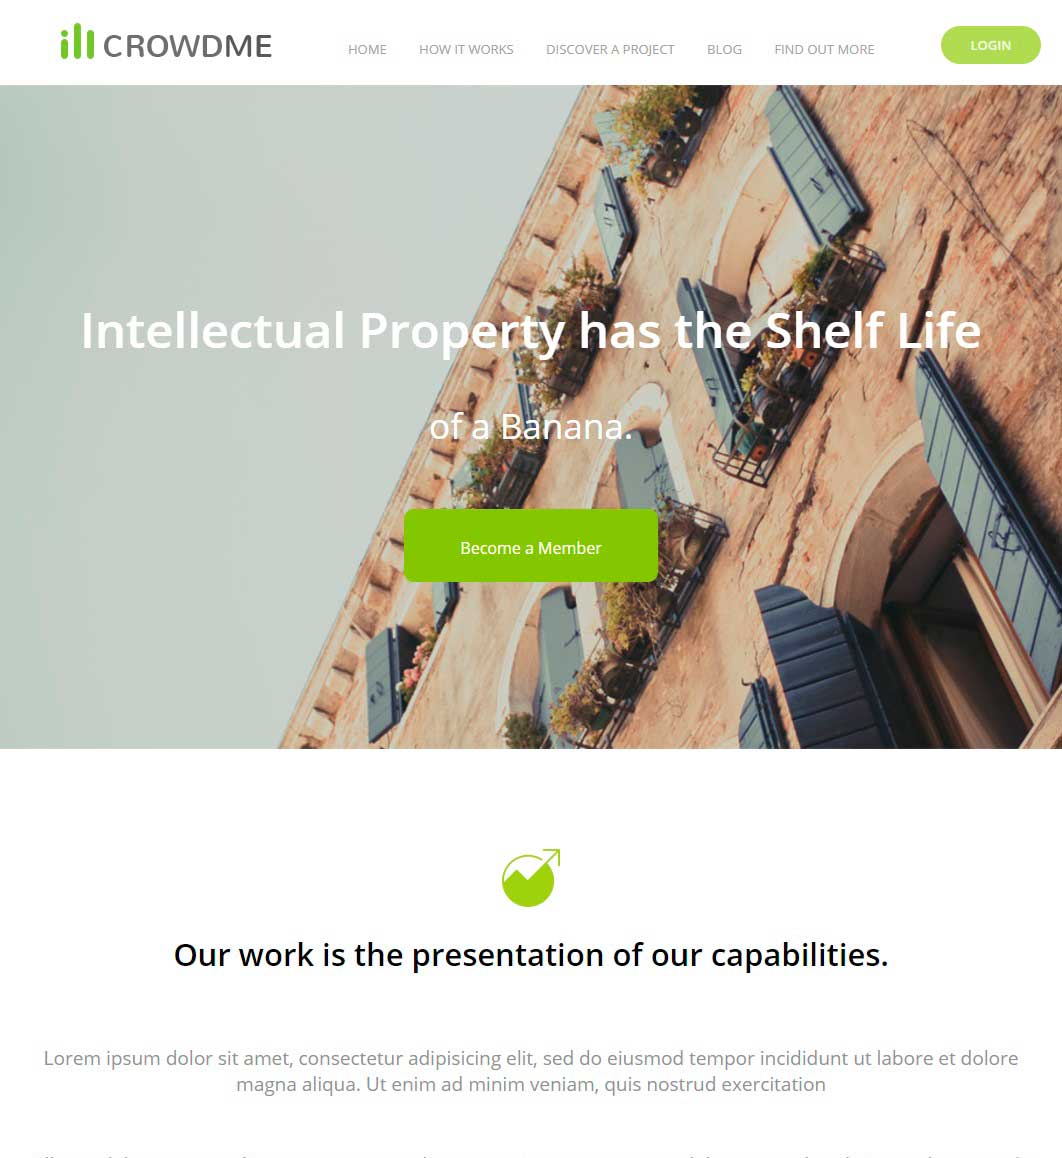 CROWDME
HOME HOW IT WORKS DISCOVER A PROJECT BLOG FIND OUT MORE LOGIN
Intellectual Property has the Shelf Life
of a Banana.
Become a Member
Our work is the presentation of our capabilities.
Lorem ipsum dolor sit amet, consectetur adipisicing elit, sed do eiusmod tempor incididunt ut labore et dolore
magna aliqua. Ut enim ad minim veniam, quis nostrud exercitation